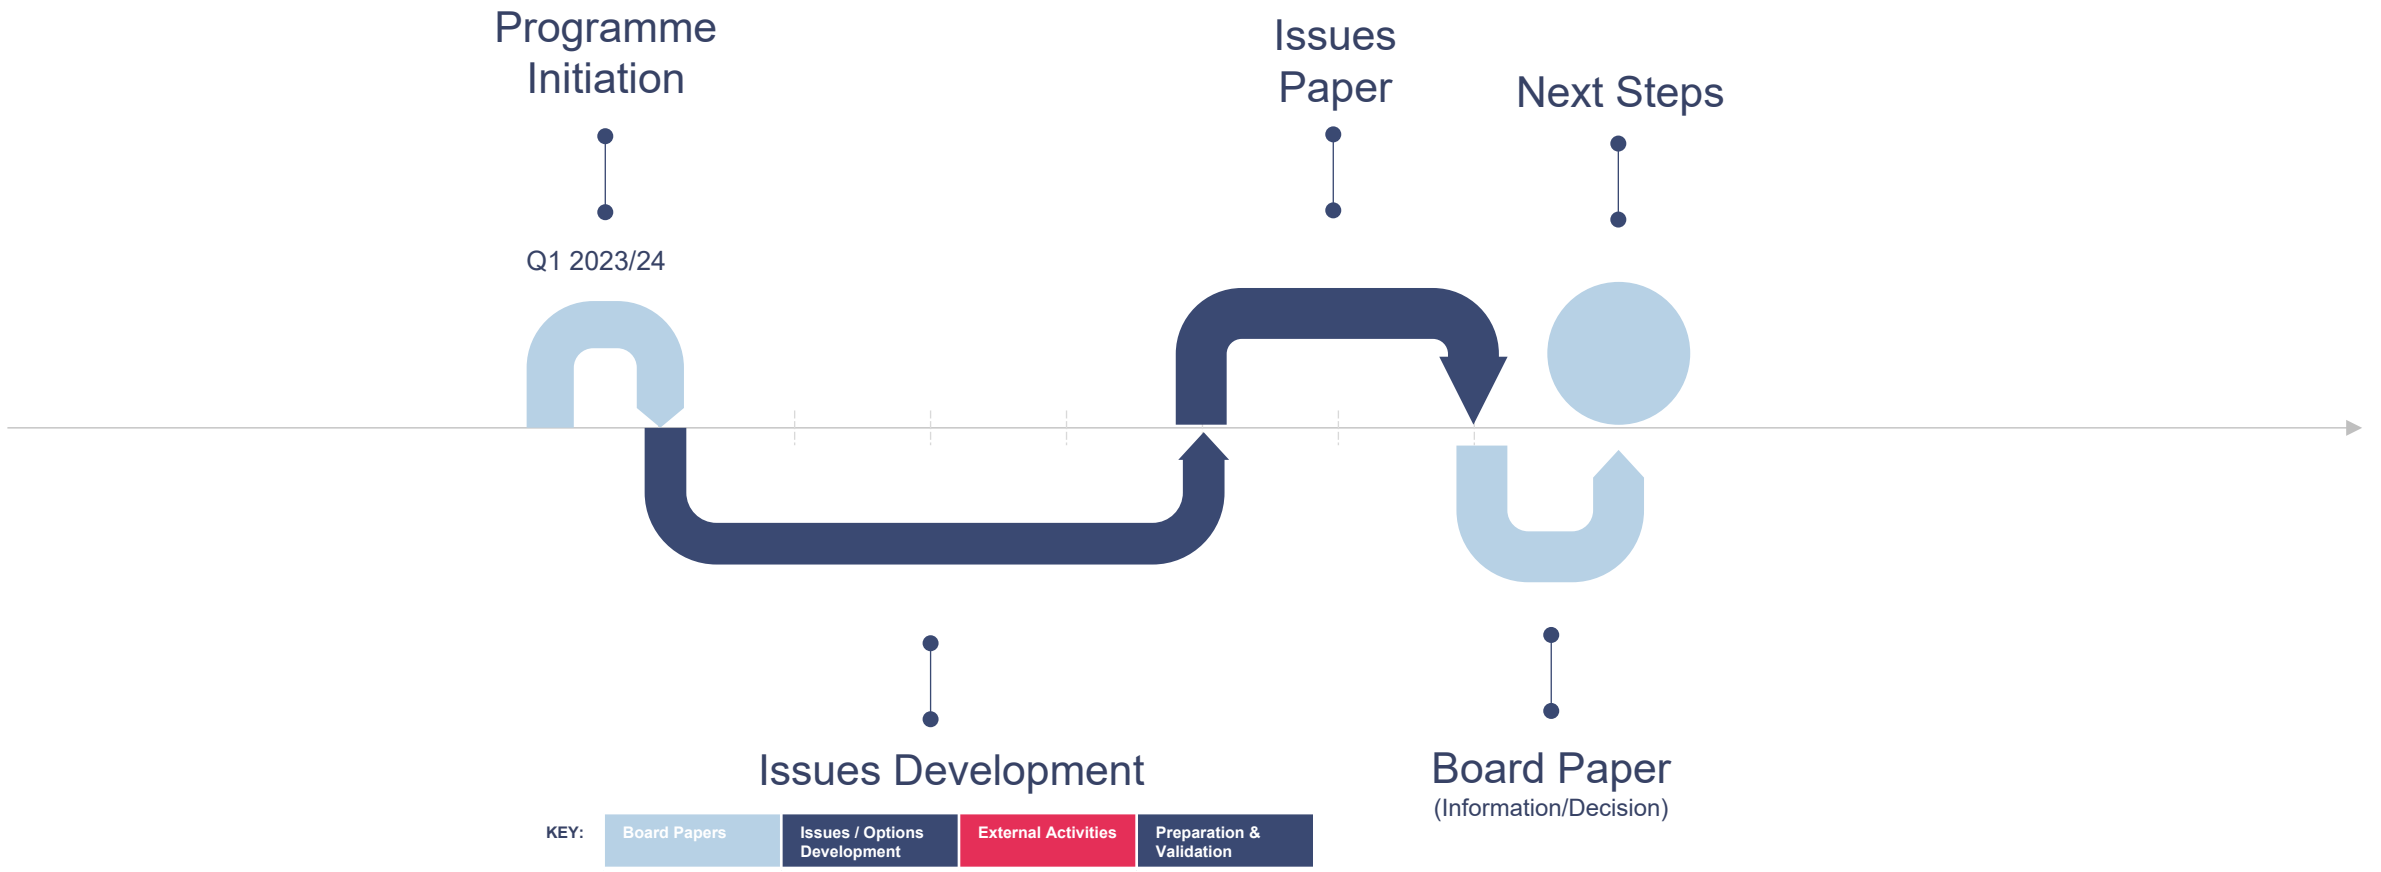 Programme
Initiation
Issues
Paper
Next Steps
Q1 2023/24
Issues Development
Board Paper
(Information/Decision)
KEY:
Board Papers
Issues / Options
Development
External Activities
Preparation &
Validation